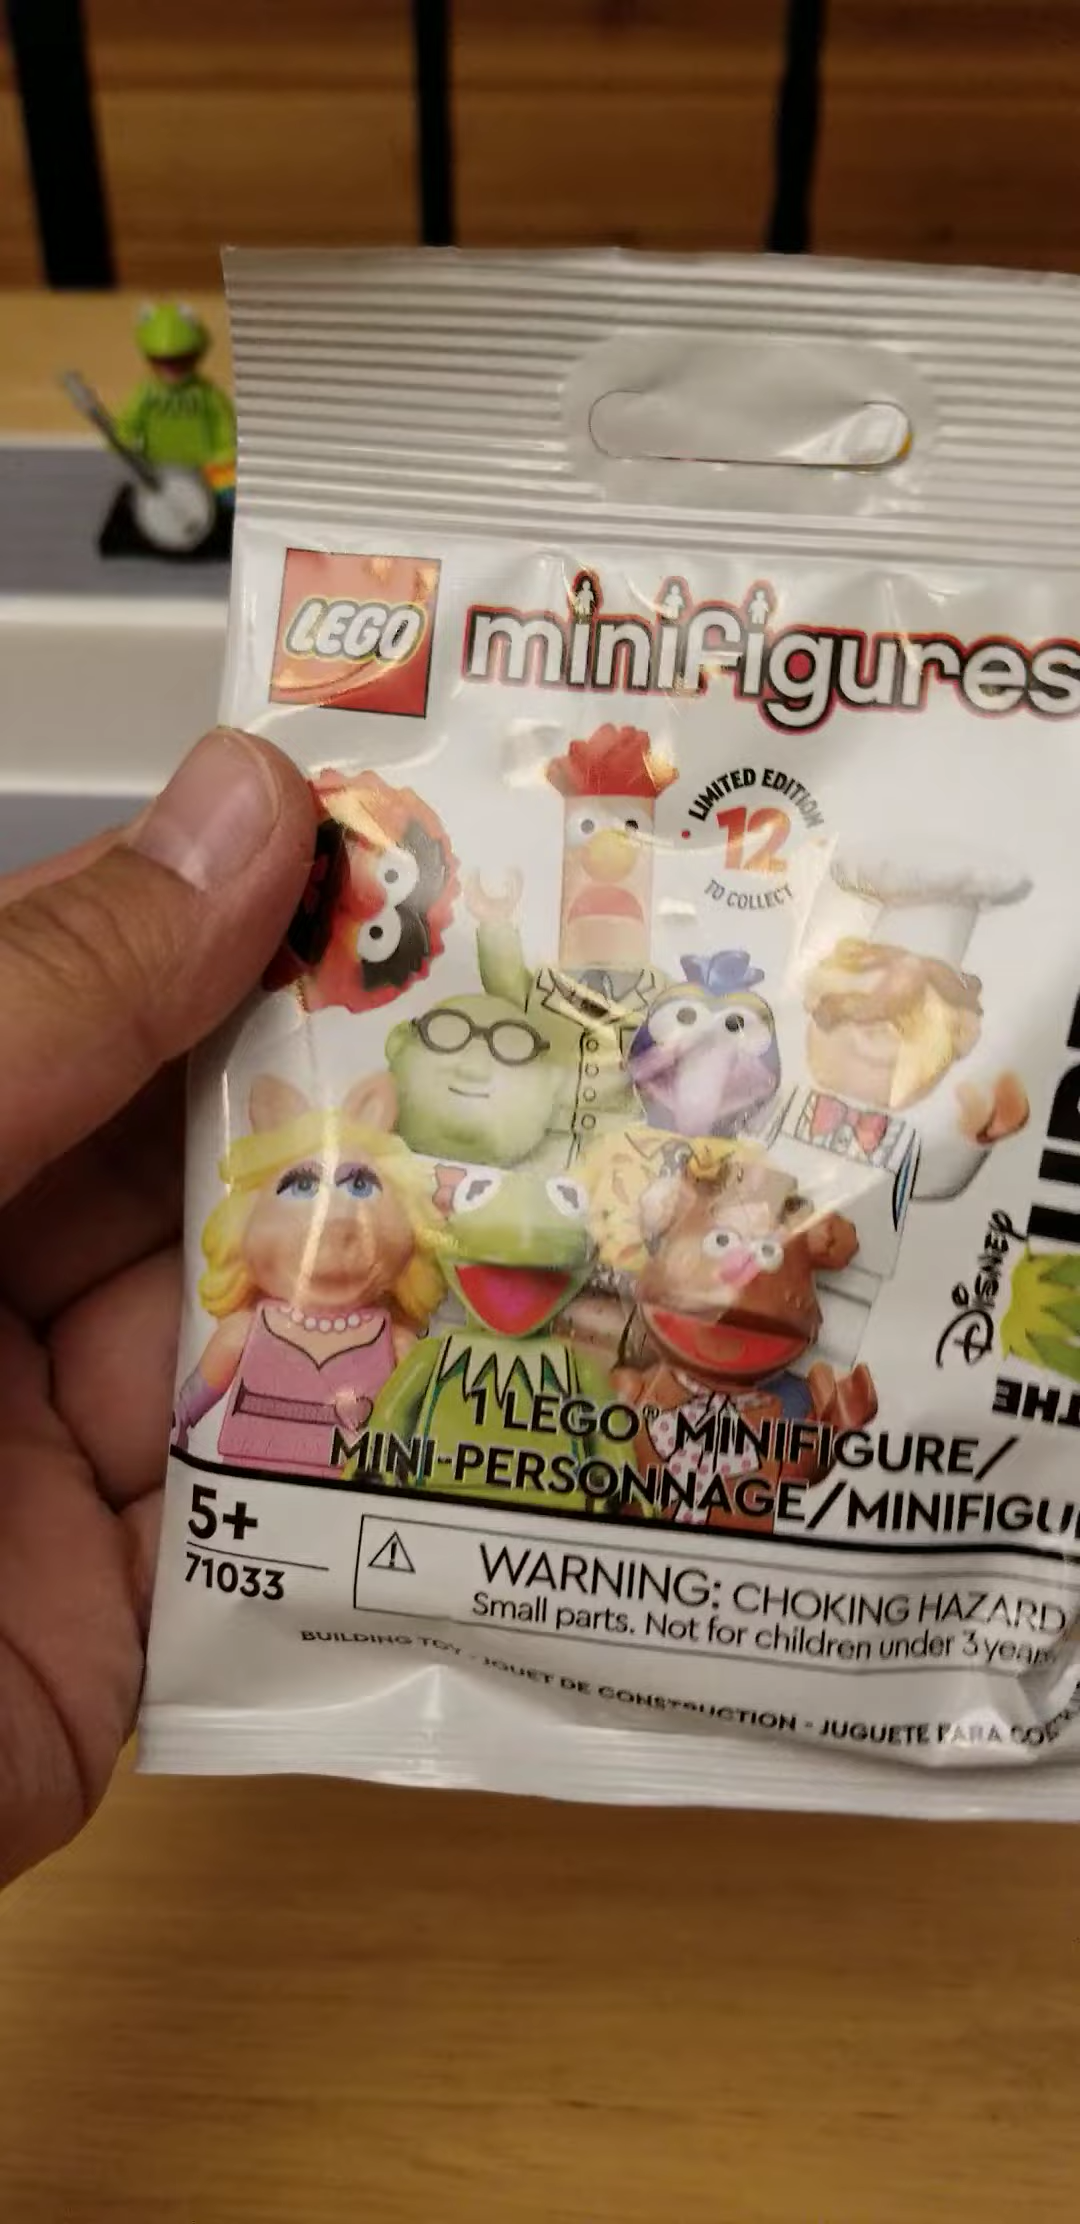 LEGO
minifigures
LIMITED EDITION
12
TO COLLECT
Disney
THE
1 LEGO® MINIFIGURE/
MINI-PERSONNAGE/MINIFIGU
5+
71033
WARNING: CHOKING HAZARD
Small parts. Not for children under 3 years
BUILDING TOY - JOUET DE CONSTRUCTION - JUGUETE PARA